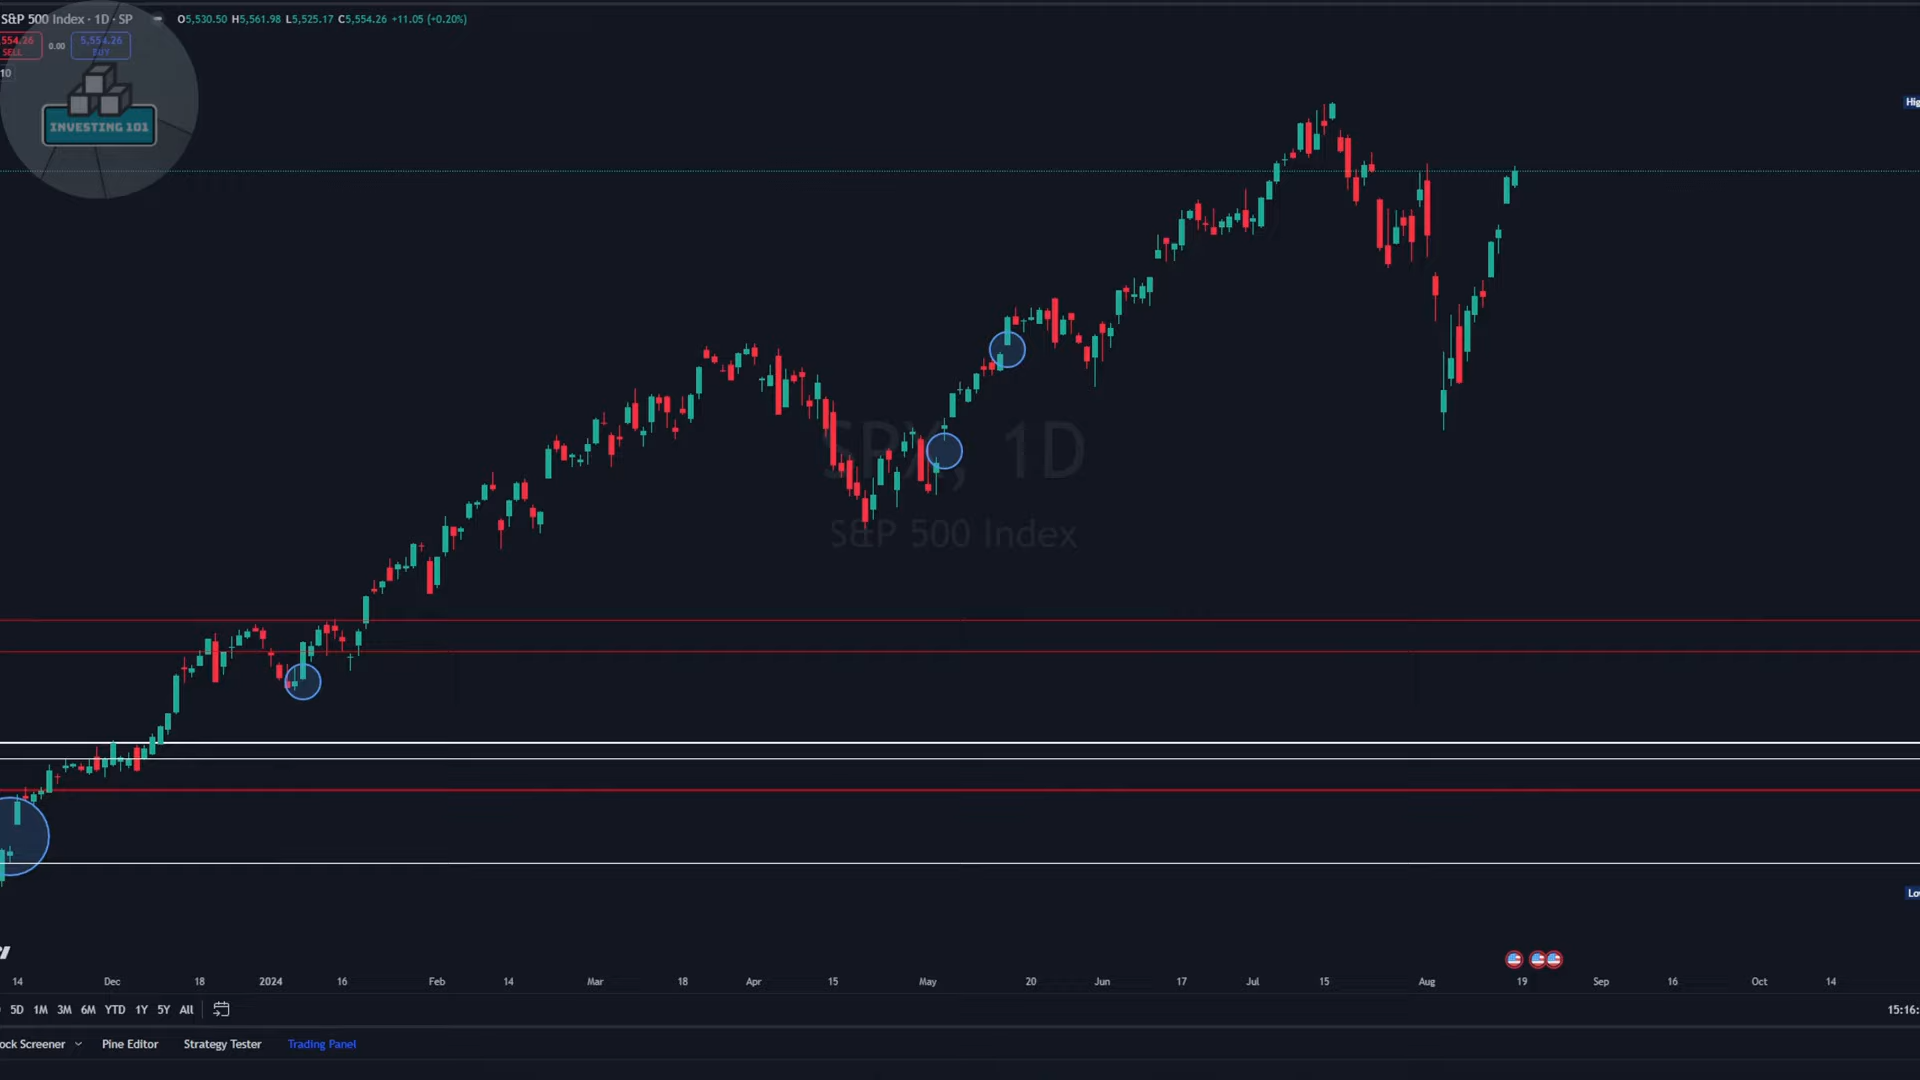 S&P 500 Index · 1D · SP O5,530.50 H5,561.98 L5,525.17 C5,554.26 +11.05 (+0.20%)
554.26 0.00 5,554.26
SELL BUY
10
INVESTING 101
Hig
SPX, 1D
S&P 500 Index
Lo
14 Dec 18 2024 16 Feb 14 Mar 18 Apr 15 May 20 Jun 17 Jul 15 Aug 19 Sep 16 Oct 14
5D 1M 3M 6M YTD 1Y 5Y All 15:16:
ock Screener Pine Editor Strategy Tester Trading Panel